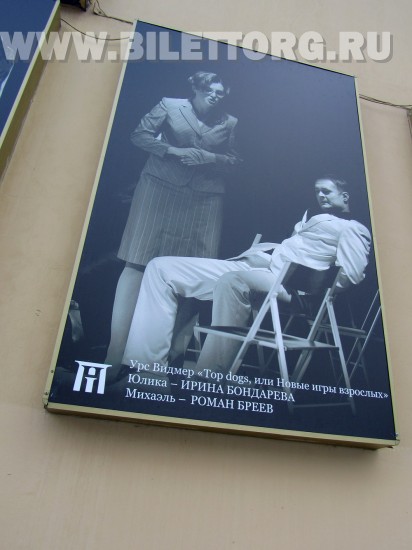 WWW.BILETTORG.RU
Урс Видмер «Top dogs, или Новые игры взрослых»
Юлика – ИРИНА БОНДАРЕВА
Михаэль – РОМАН БРЕЕВ